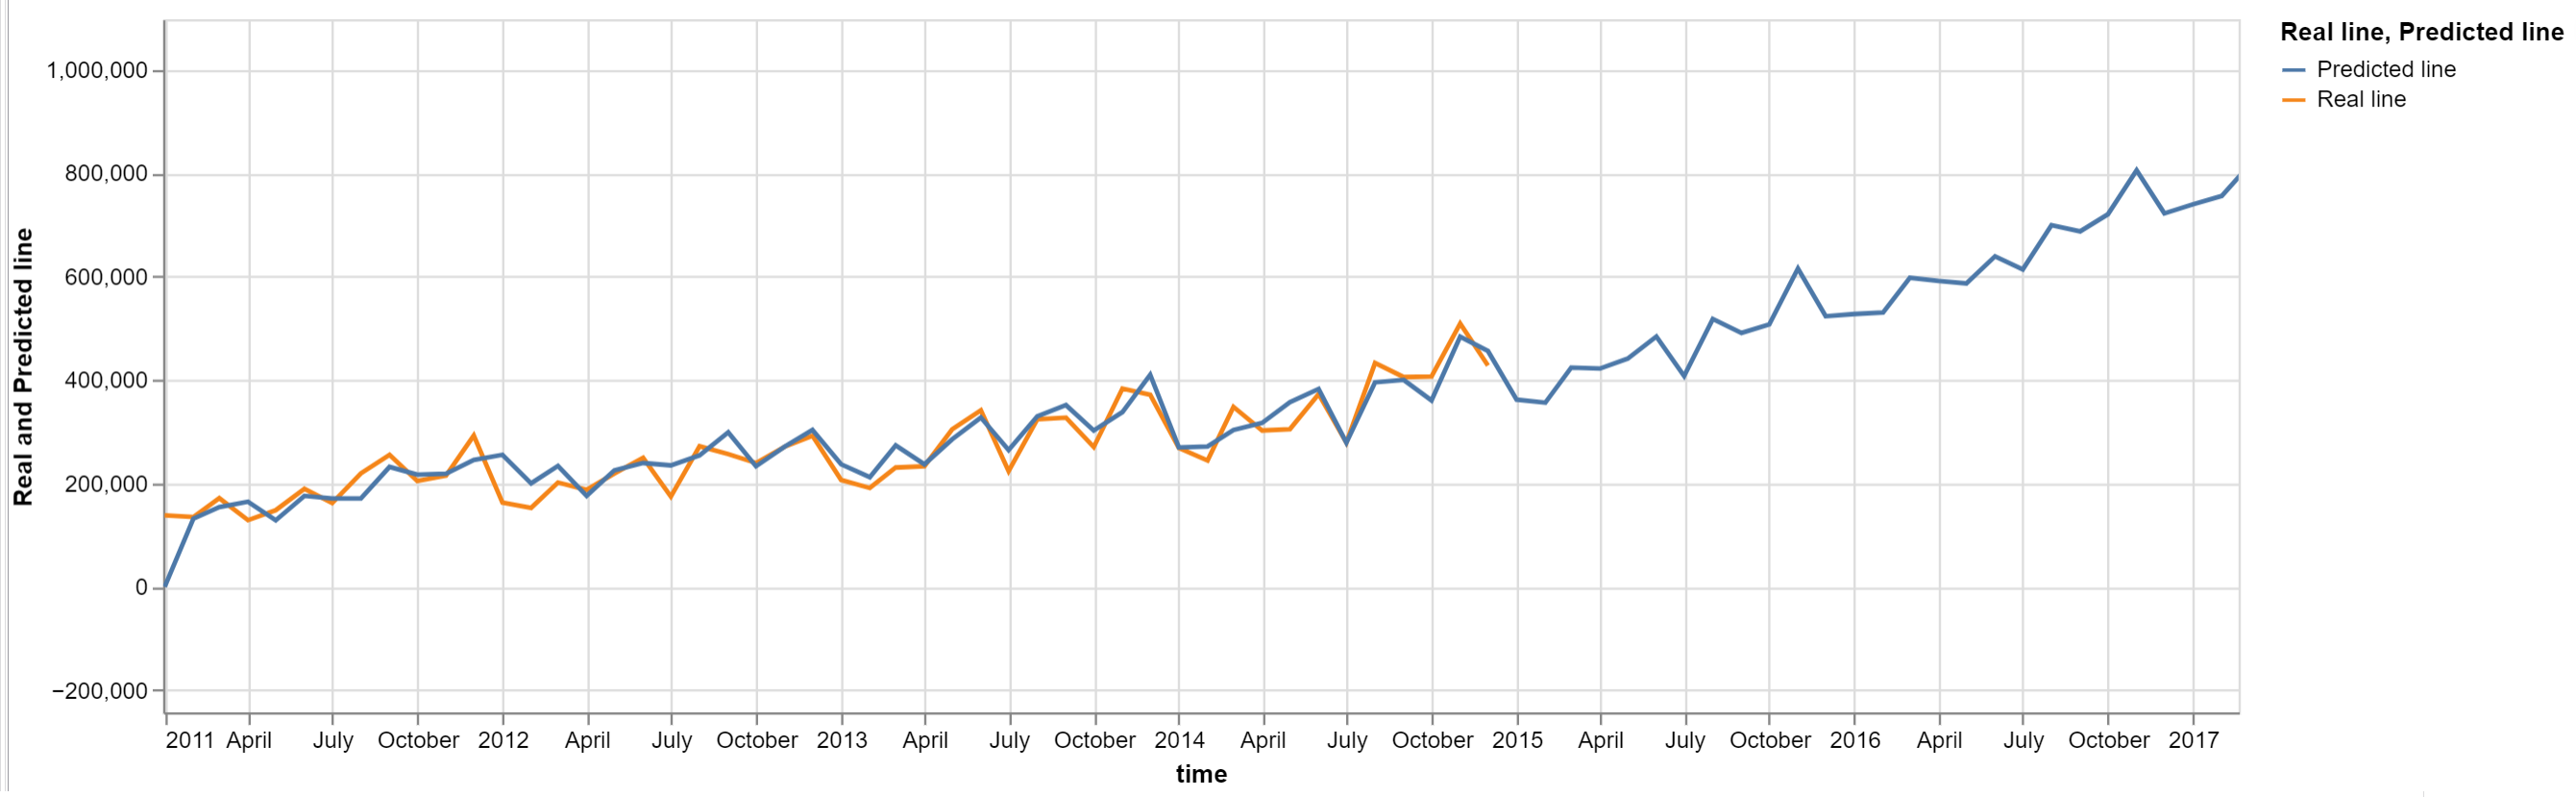 Real line, Predicted line
Predicted line
Real line
Real and Predicted line
1,000,000
800,000
600,000
400,000
200,000
0
−200,000
2011 April July October 2012 April July October 2013 April July October 2014 April July October 2015 April July October 2016 April July October 2017
time